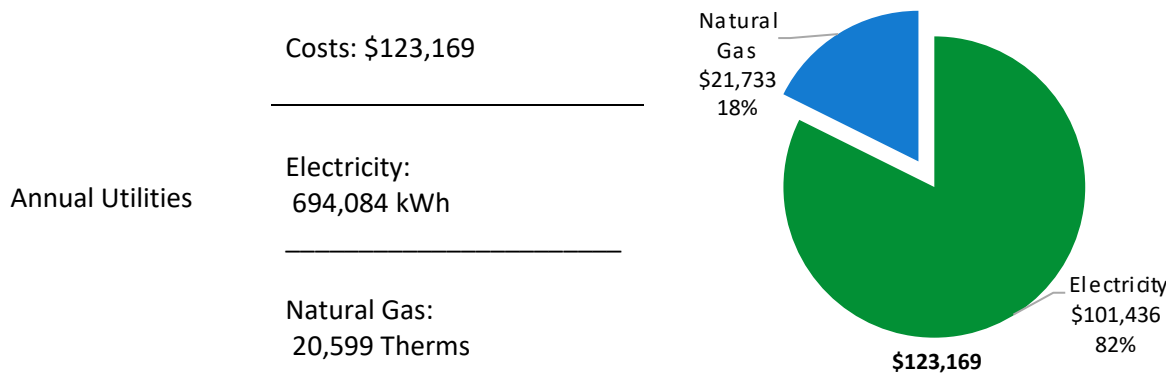 Annual Utilities
Costs: $123,169
Electricity:
694,084 kWh
Natural Gas:
20,599 Therms
Natural
Gas
$21,733
18%
Electricity
$101,436
82%
$123,169